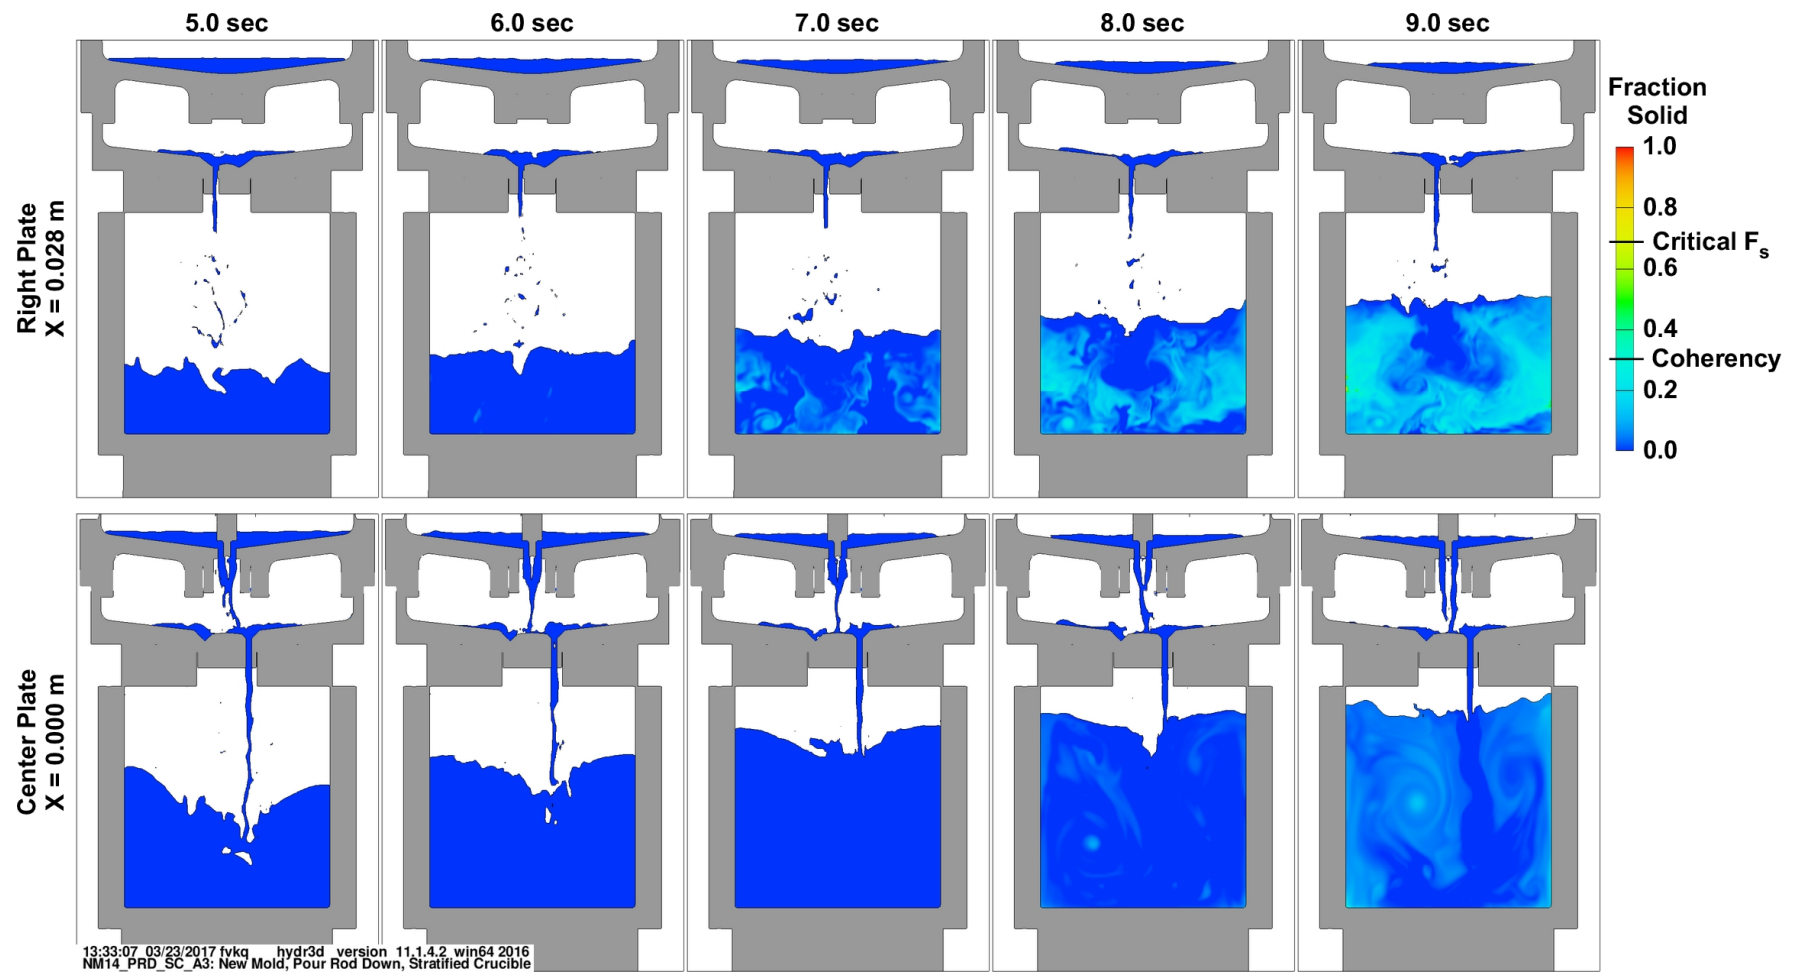 5.0 sec 6.0 sec 7.0 sec 8.0 sec 9.0 sec
Right Plate
X = 0.028 m
Fraction
Solid
1.0
0.8
Critical Fs
0.6
0.4
Coherency
0.2
0.0
Center Plate
X = 0.000 m
13:33:07 03/23/2017 fvkq hydr3d version 11.1.4.2 win64 2016
NM14_PRD_SC_A3: New Mold, Pour Rod Down, Stratified Crucible